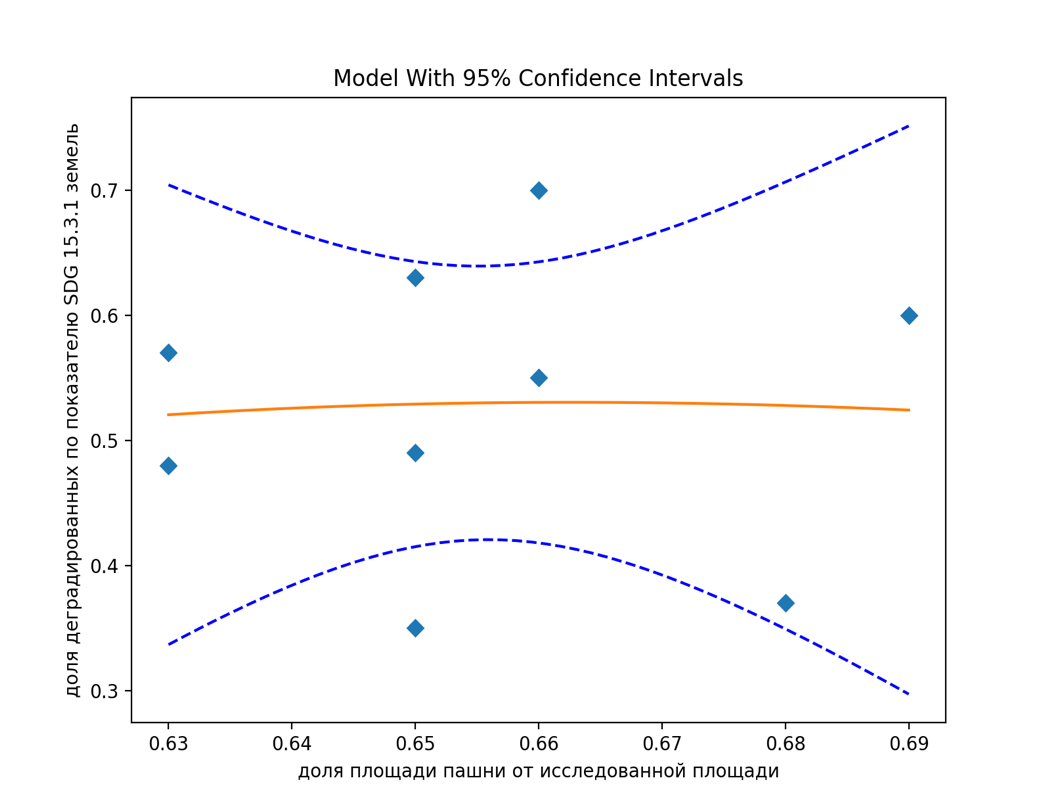 Model With 95% Confidence Intervals
доля деградированных по показателю SDG 15.3.1 земель
0.7
0.6
0.5
0.4
0.3
0.63 0.64 0.65 0.66 0.67 0.68 0.69
доля площади пашни от исследованной площади